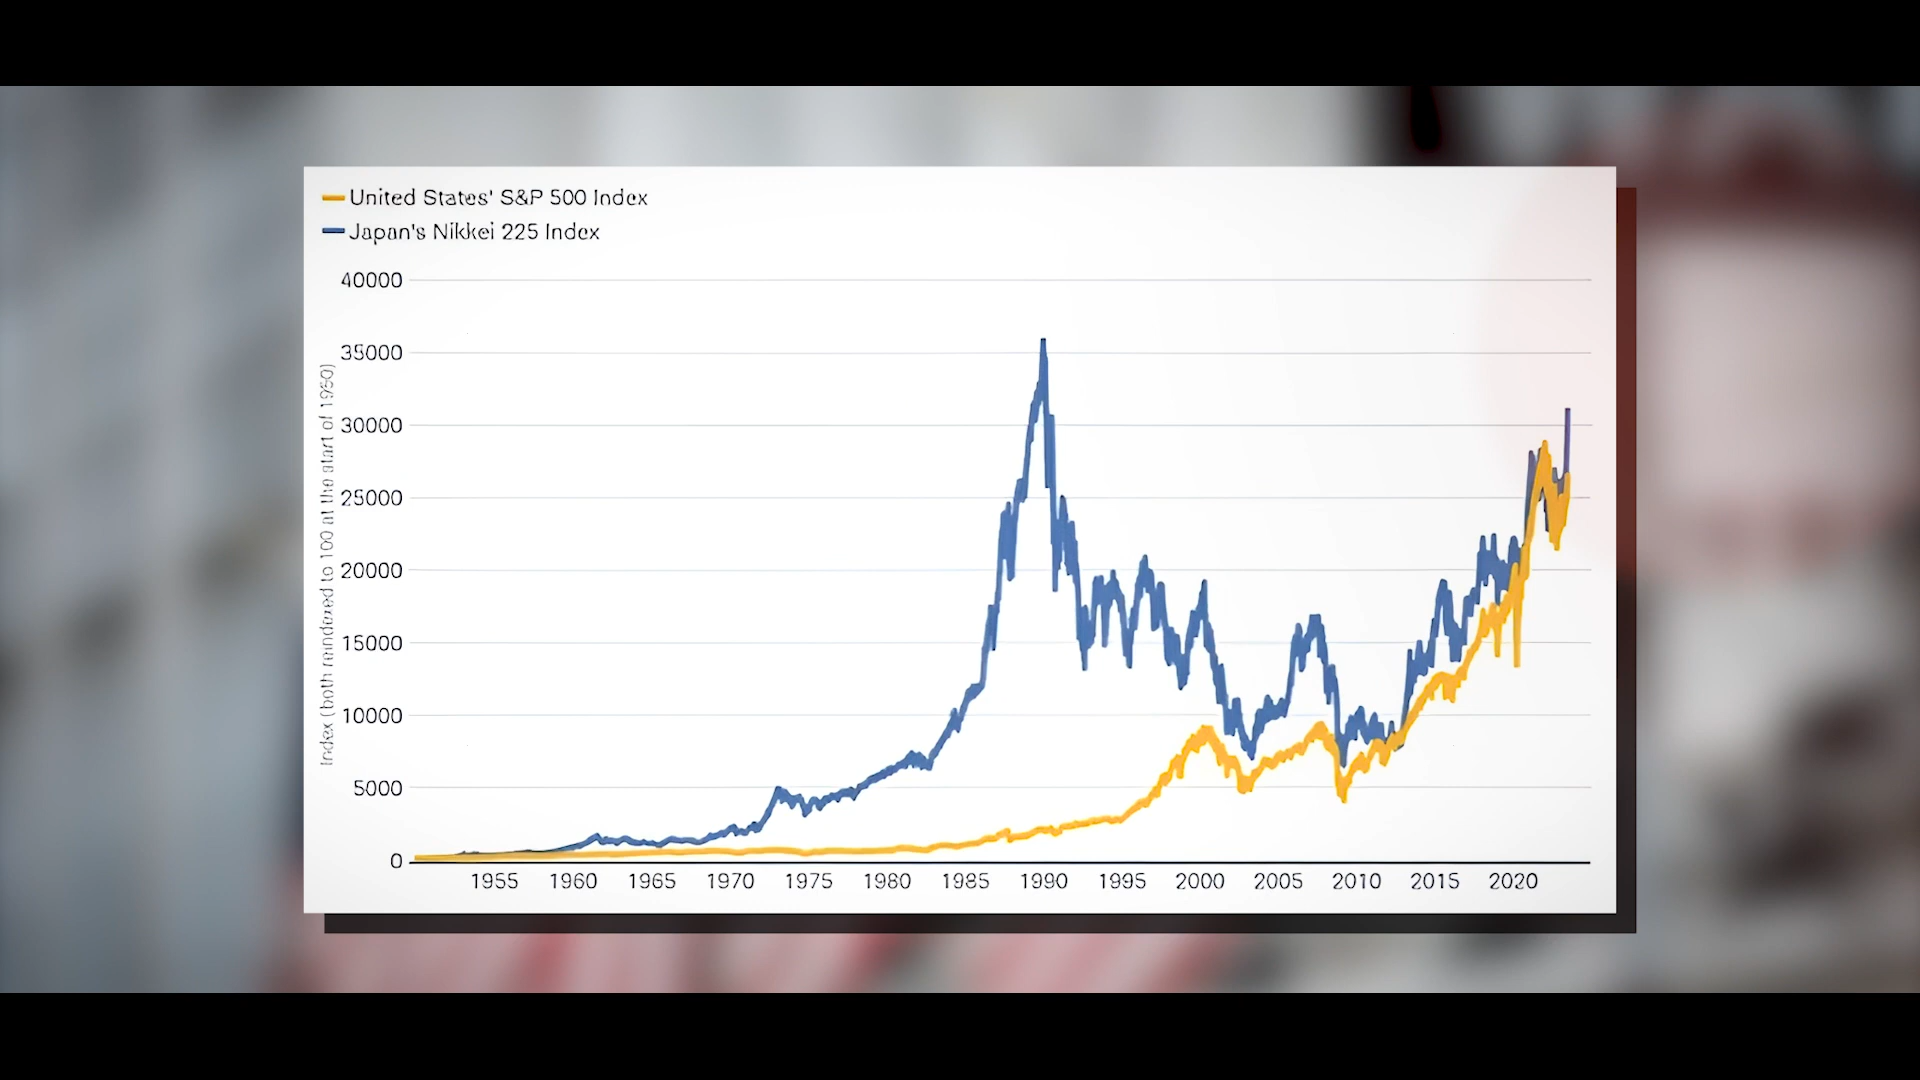 United States' S&P 500 Index
Japan's Nikkei 225 Index
40000
35000
30000
25000
20000
15000
10000
5000
0
Index (both reindexed to 100 at the start of 1950)
1955 1960 1965 1970 1975 1980 1985 1990 1995 2000 2005 2010 2015 2020